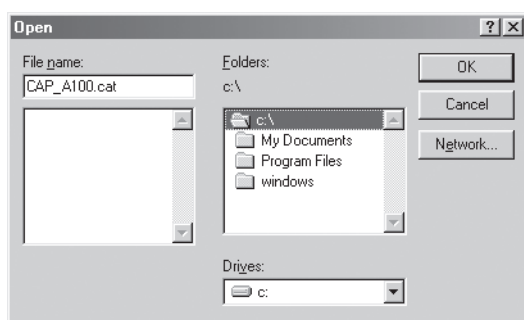 Open
File name:
CAP_A100.cat
Folders:
c:\
c:\
My Documents
Program Files
windows
Drives:
c:
OK
Cancel
Network...